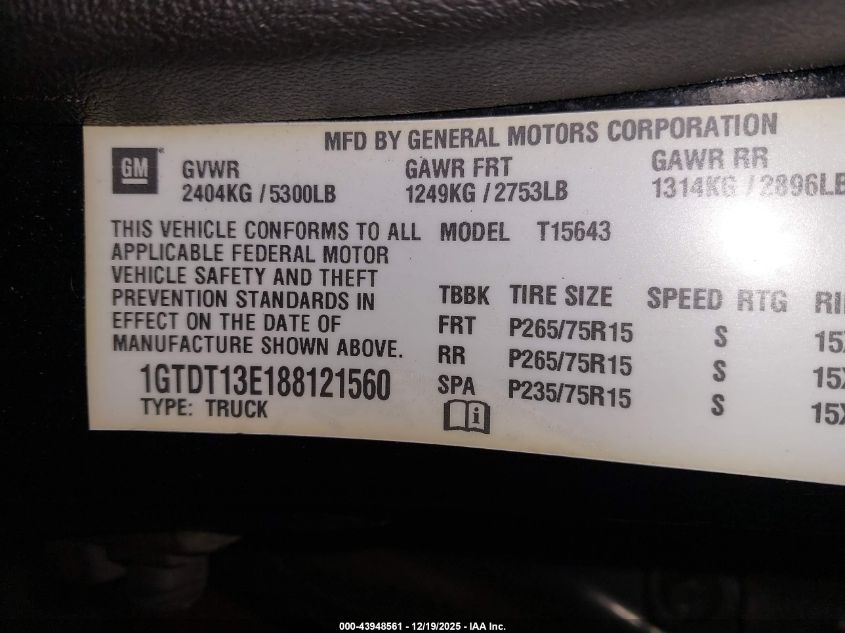 MFD BY GENERAL MOTORS CORPORATION
GM
GVWR GAWR FRT GAWR RR
2404KG / 5300LB 1249KG / 2753LB 1314KG / 2896LB
THIS VEHICLE CONFORMS TO ALL MODEL T15643
APPLICABLE FEDERAL MOTOR
VEHICLE SAFETY AND THEFT
PREVENTION STANDARDS IN TBBK TIRE SIZE SPEED RTG
EFFECT ON THE DATE OF FRT P265/75R15 S
MANUFACTURE SHOWN ABOVE. RR P265/75R15 S
1GTDT13E188121560 SPA P235/75R15 S
TYPE: TRUCK
000-43948561 - 12/19/2025 - IAA Inc.